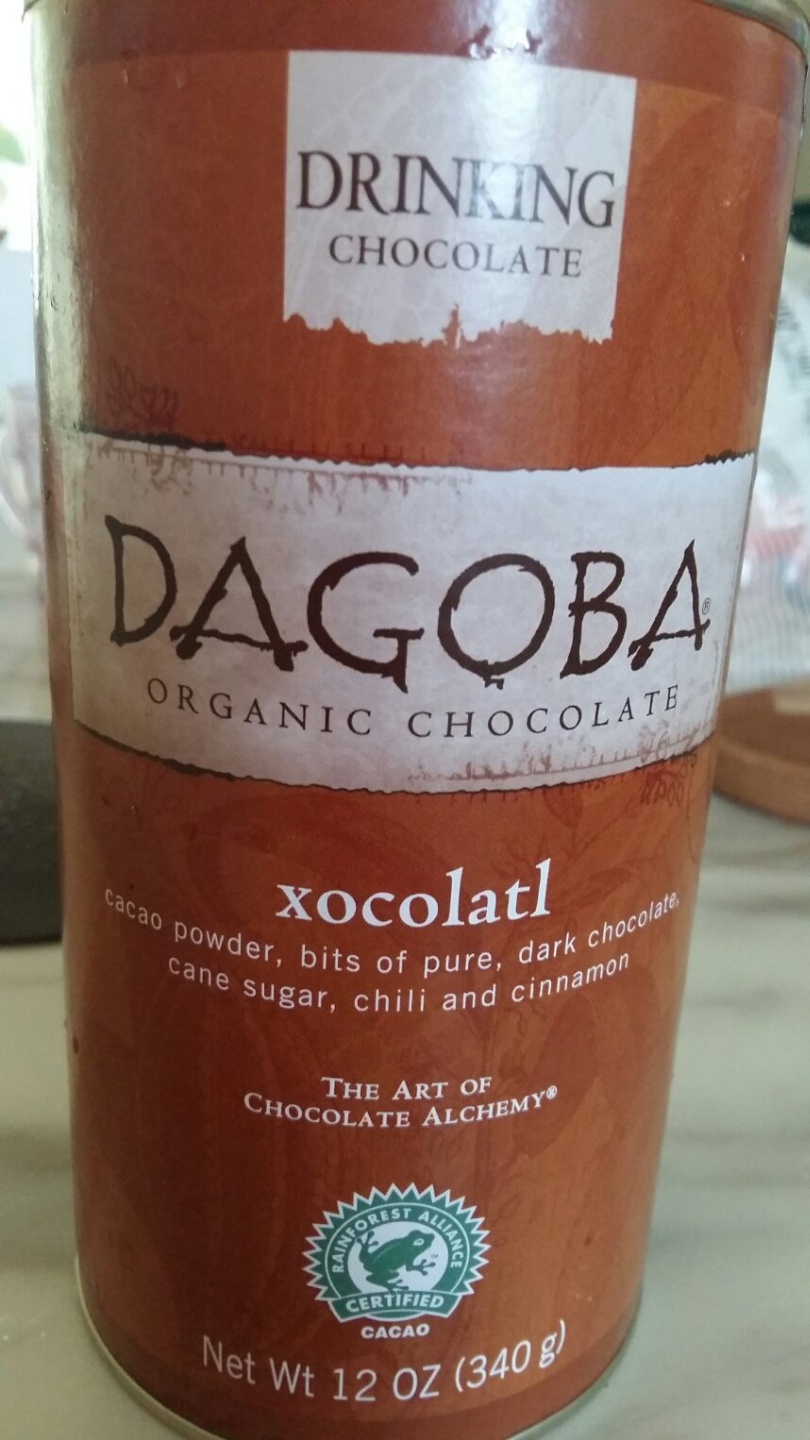 DRINKING
CHOCOLATE
DAGOBA®
ORGANIC CHOCOLATE
xocolatl
cacao powder, bits of pure, dark chocolate,
cane sugar, chili and cinnamon
THE ART OF
CHOCOLATE ALCHEMY®
RAINFOREST ALLIANCE
CERTIFIED
CACAO
Net Wt 12 OZ (340 g)